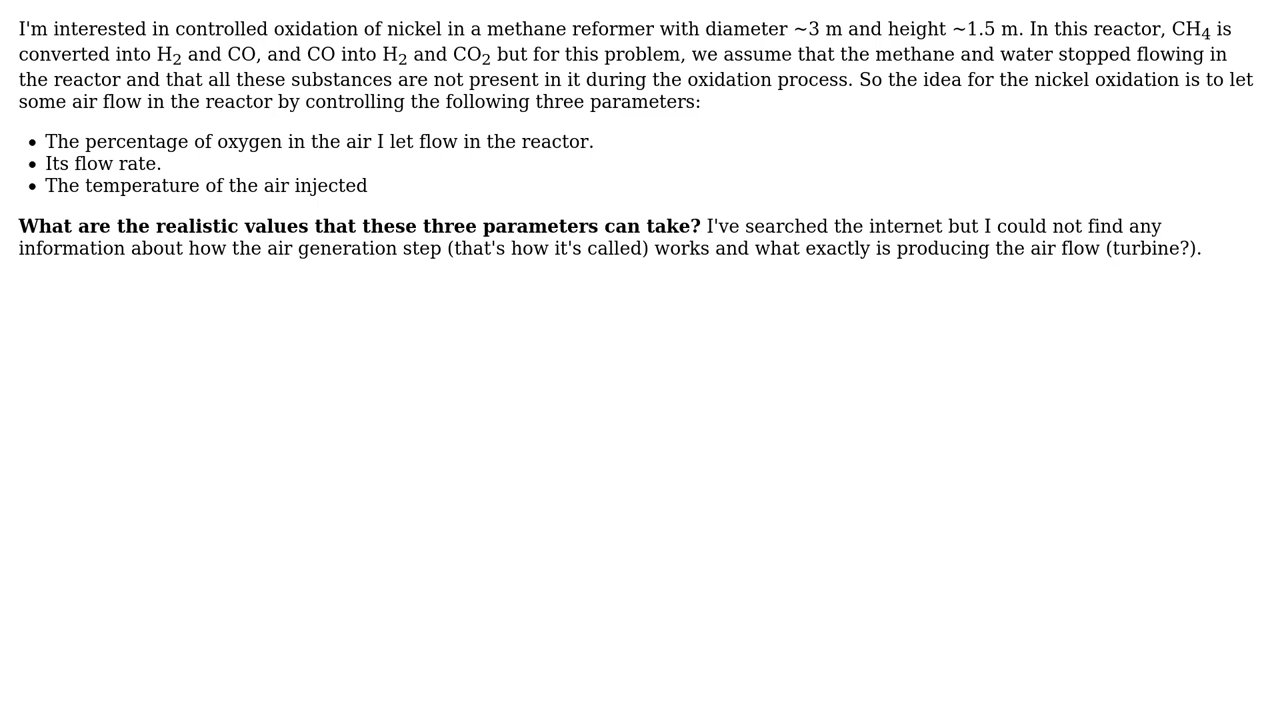 I'm interested in controlled oxidation of nickel in a methane reformer with diameter ~3 m and height ~1.5 m. In this reactor, CH4 is
converted into H2 and CO, and CO into H2 and CO2 but for this problem, we assume that the methane and water stopped flowing in
the reactor and that all these substances are not present in it during the oxidation process. So the idea for the nickel oxidation is to let
some air flow in the reactor by controlling the following three parameters:
• The percentage of oxygen in the air I let flow in the reactor.
• Its flow rate.
• The temperature of the air injected
What are the realistic values that these three parameters can take? I've searched the internet but I could not find any
information about how the air generation step (that's how it's called) works and what exactly is producing the air flow (turbine?).